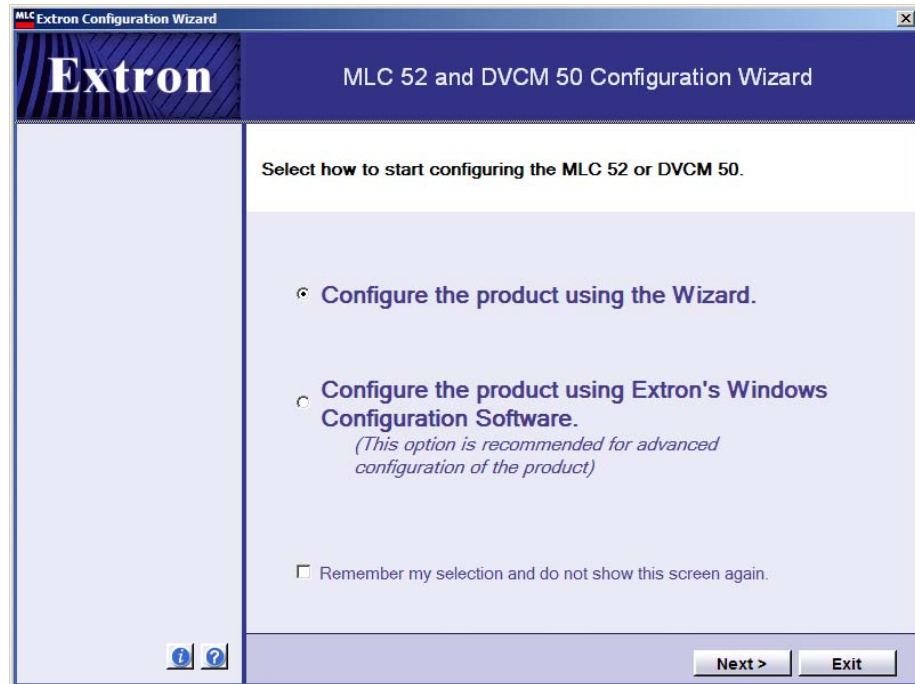 MLC Extron Configuration Wizard
Extron
MLC 52 and DVCM 50 Configuration Wizard
Select how to start configuring the MLC 52 or DVCM 50.
Configure the product using the Wizard.
Configure the product using Extron's Windows
Configuration Software.
(This option is recommended for advanced
configuration of the product)
Remember my selection and do not show this screen again.
Next >
Exit